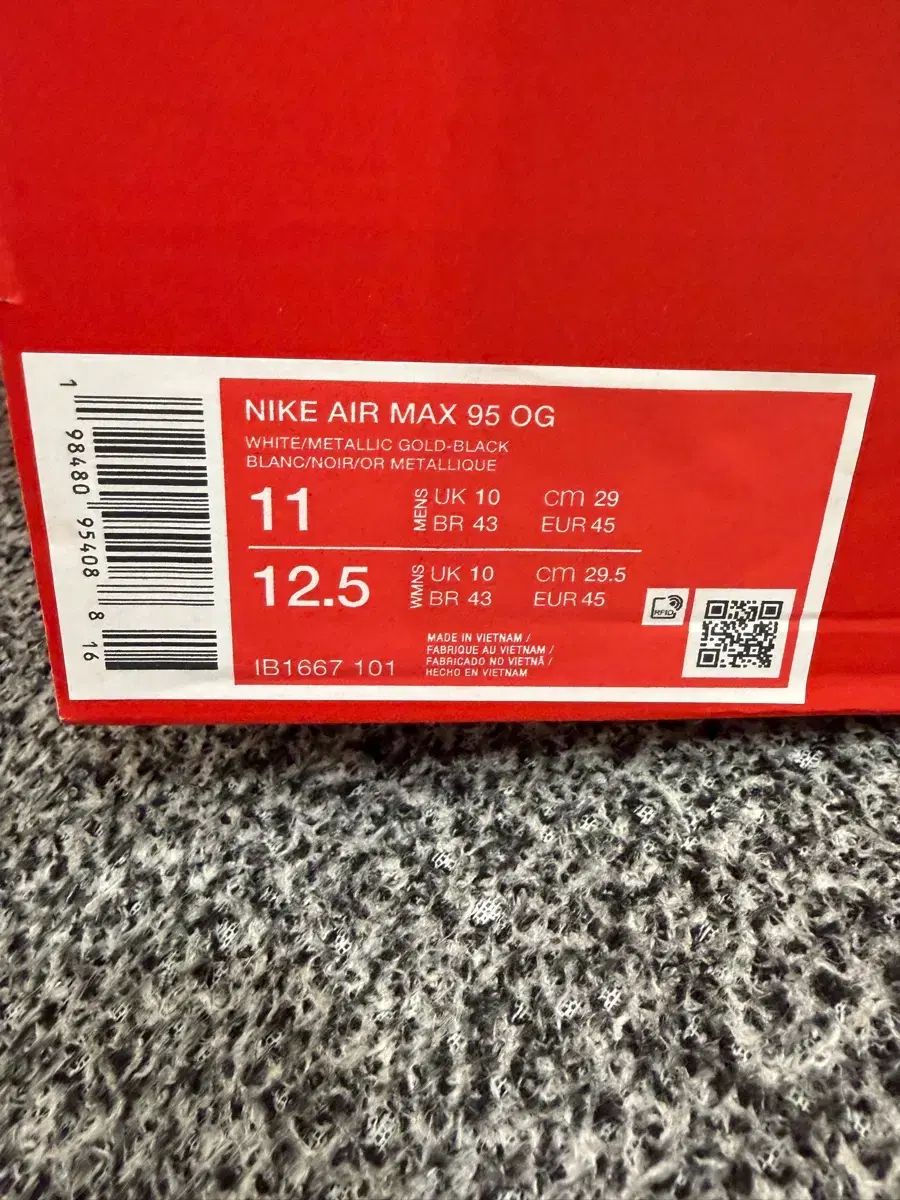 1 98480 95408 8 16
NIKE AIR MAX 95 OG
WHITE/METALLIC GOLD-BLACK
BLANC/NOIR/OR METALLIQUE
11 MENS UK 10 cm 29
BR 43 EUR 45
12.5 WMNS UK 10 cm 29.5
BR 43 EUR 45
RFID
IB1667 101
MADE IN VIETNAM /
FABRIQUE AU VIETNAM /
FABRICADO NO VIETNÃ /
HECHO EN VIETNAM